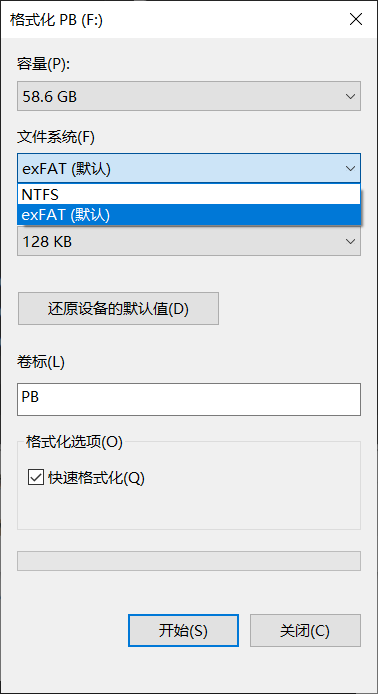 格式化 PB (F:)
容量(P):
58.6 GB
文件系统(F)
exFAT (默认)
NTFS
exFAT (默认)
128 KB
还原设备的默认值(D)
卷标(L)
PB
格式化选项(O)
快速格式化(Q)
开始(S)
关闭(C)